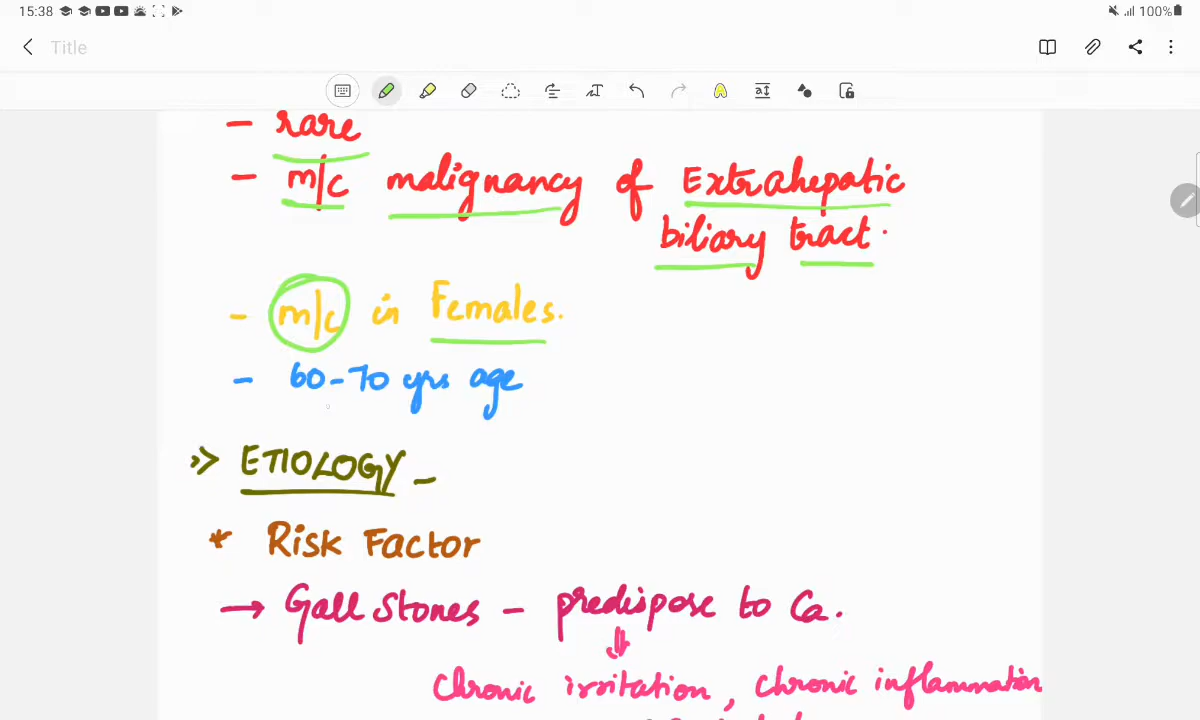 15:38
100%
Title
- rare
- m/c malignancy of Extrahepatic
biliary tract.
- m/c in Females.
- 60-70 yrs age
>> ETIOLOGY -
* Risk Factor
→ Gall Stones - predispose to Ca.
⇓
Chronic irritation, chronic inflammation